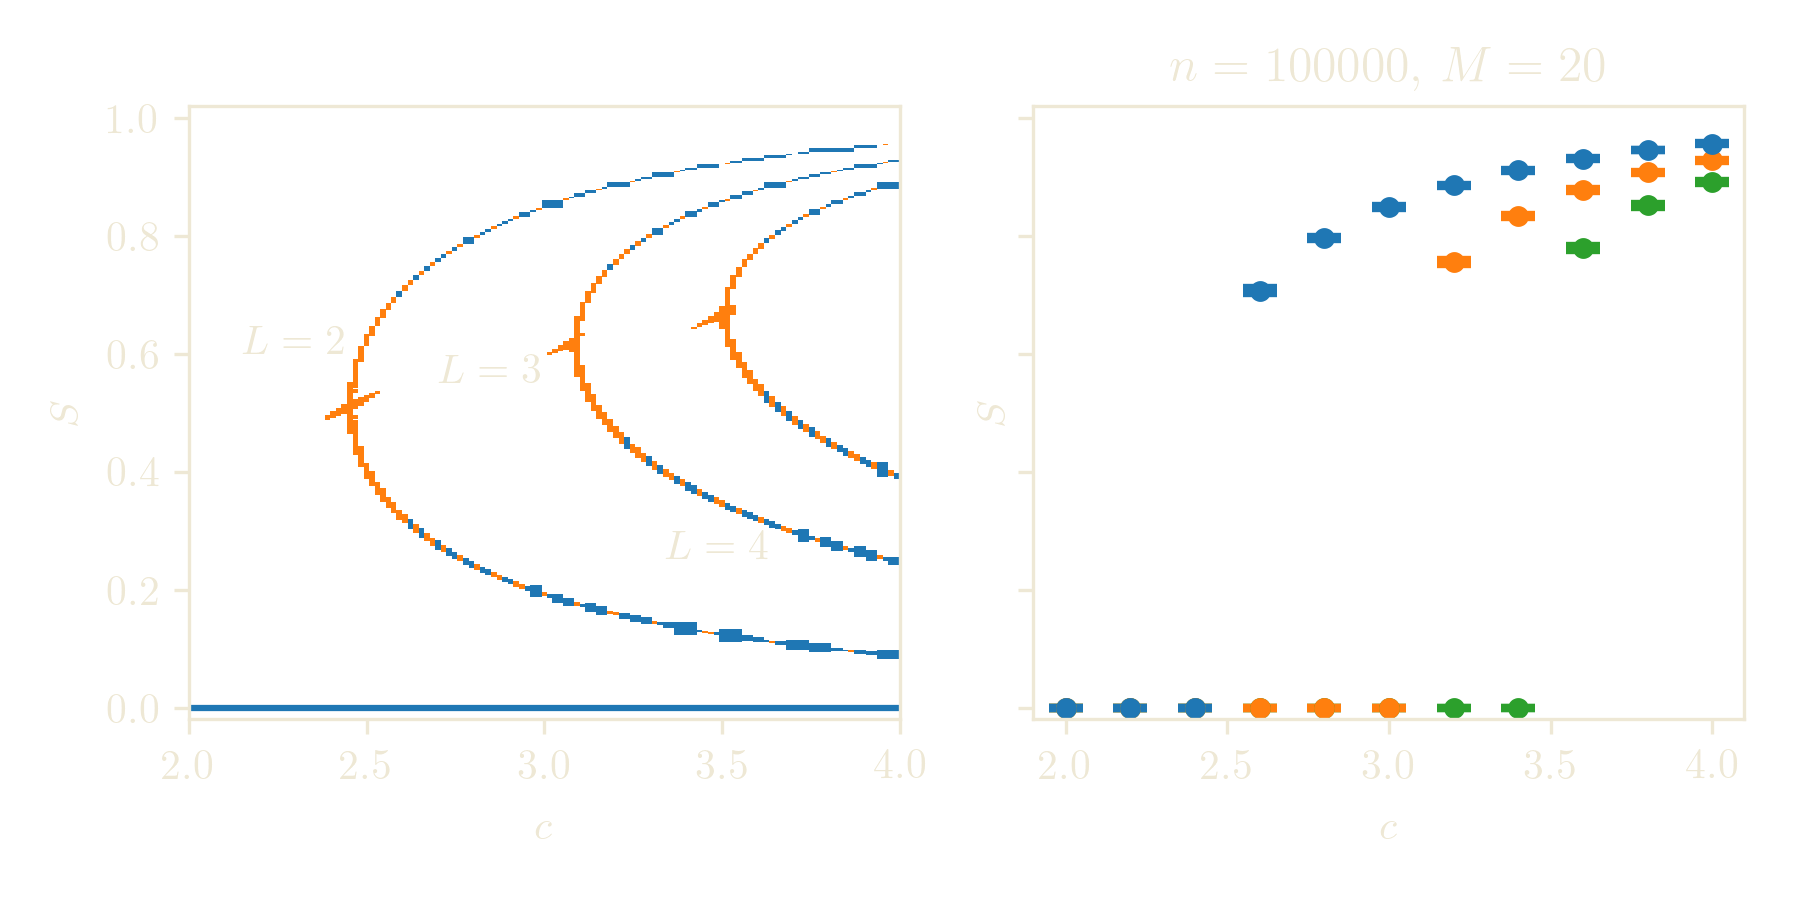 n = 100000, M = 20
1.0
0.8
0.6
0.4
0.2
0.0
S
L = 2
L = 3
L = 4
2.0 2.5 3.0 3.5 4.0
c
S
2.0 2.5 3.0 3.5 4.0
c